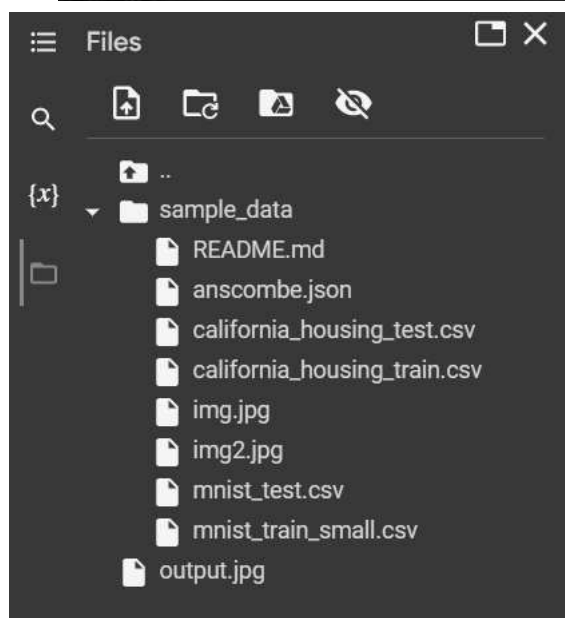 Files
..
{x}
sample_data
README.md
anscombe.json
california_housing_test.csv
california_housing_train.csv
img.jpg
img2.jpg
mnist_test.csv
mnist_train_small.csv
output.jpg